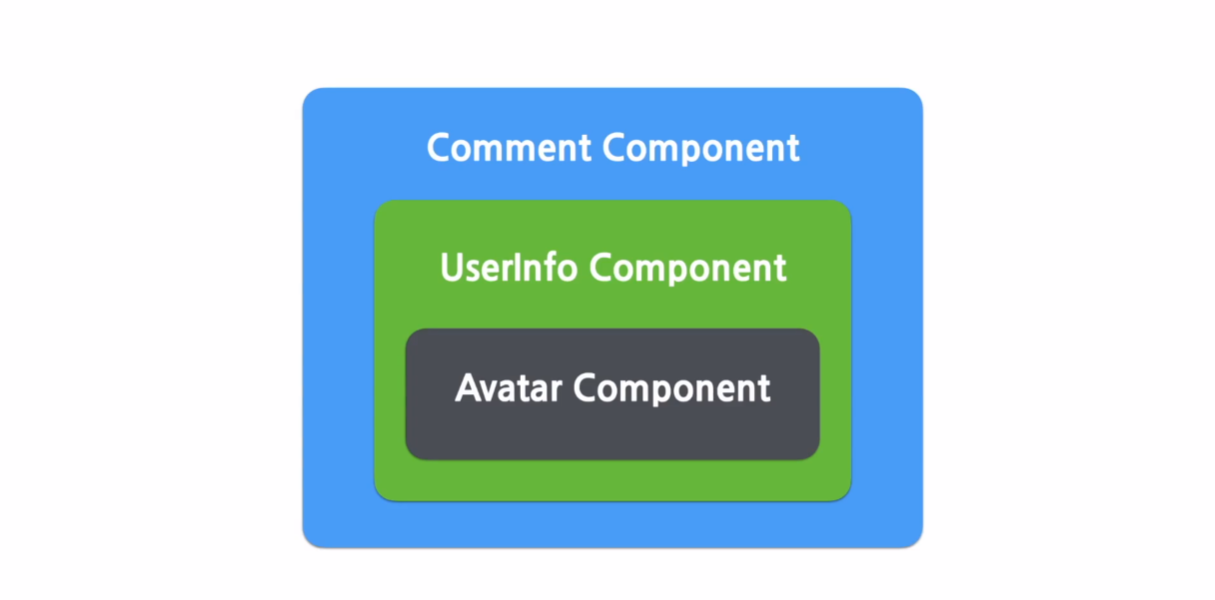 Comment Component
UserInfo Component
Avatar Component